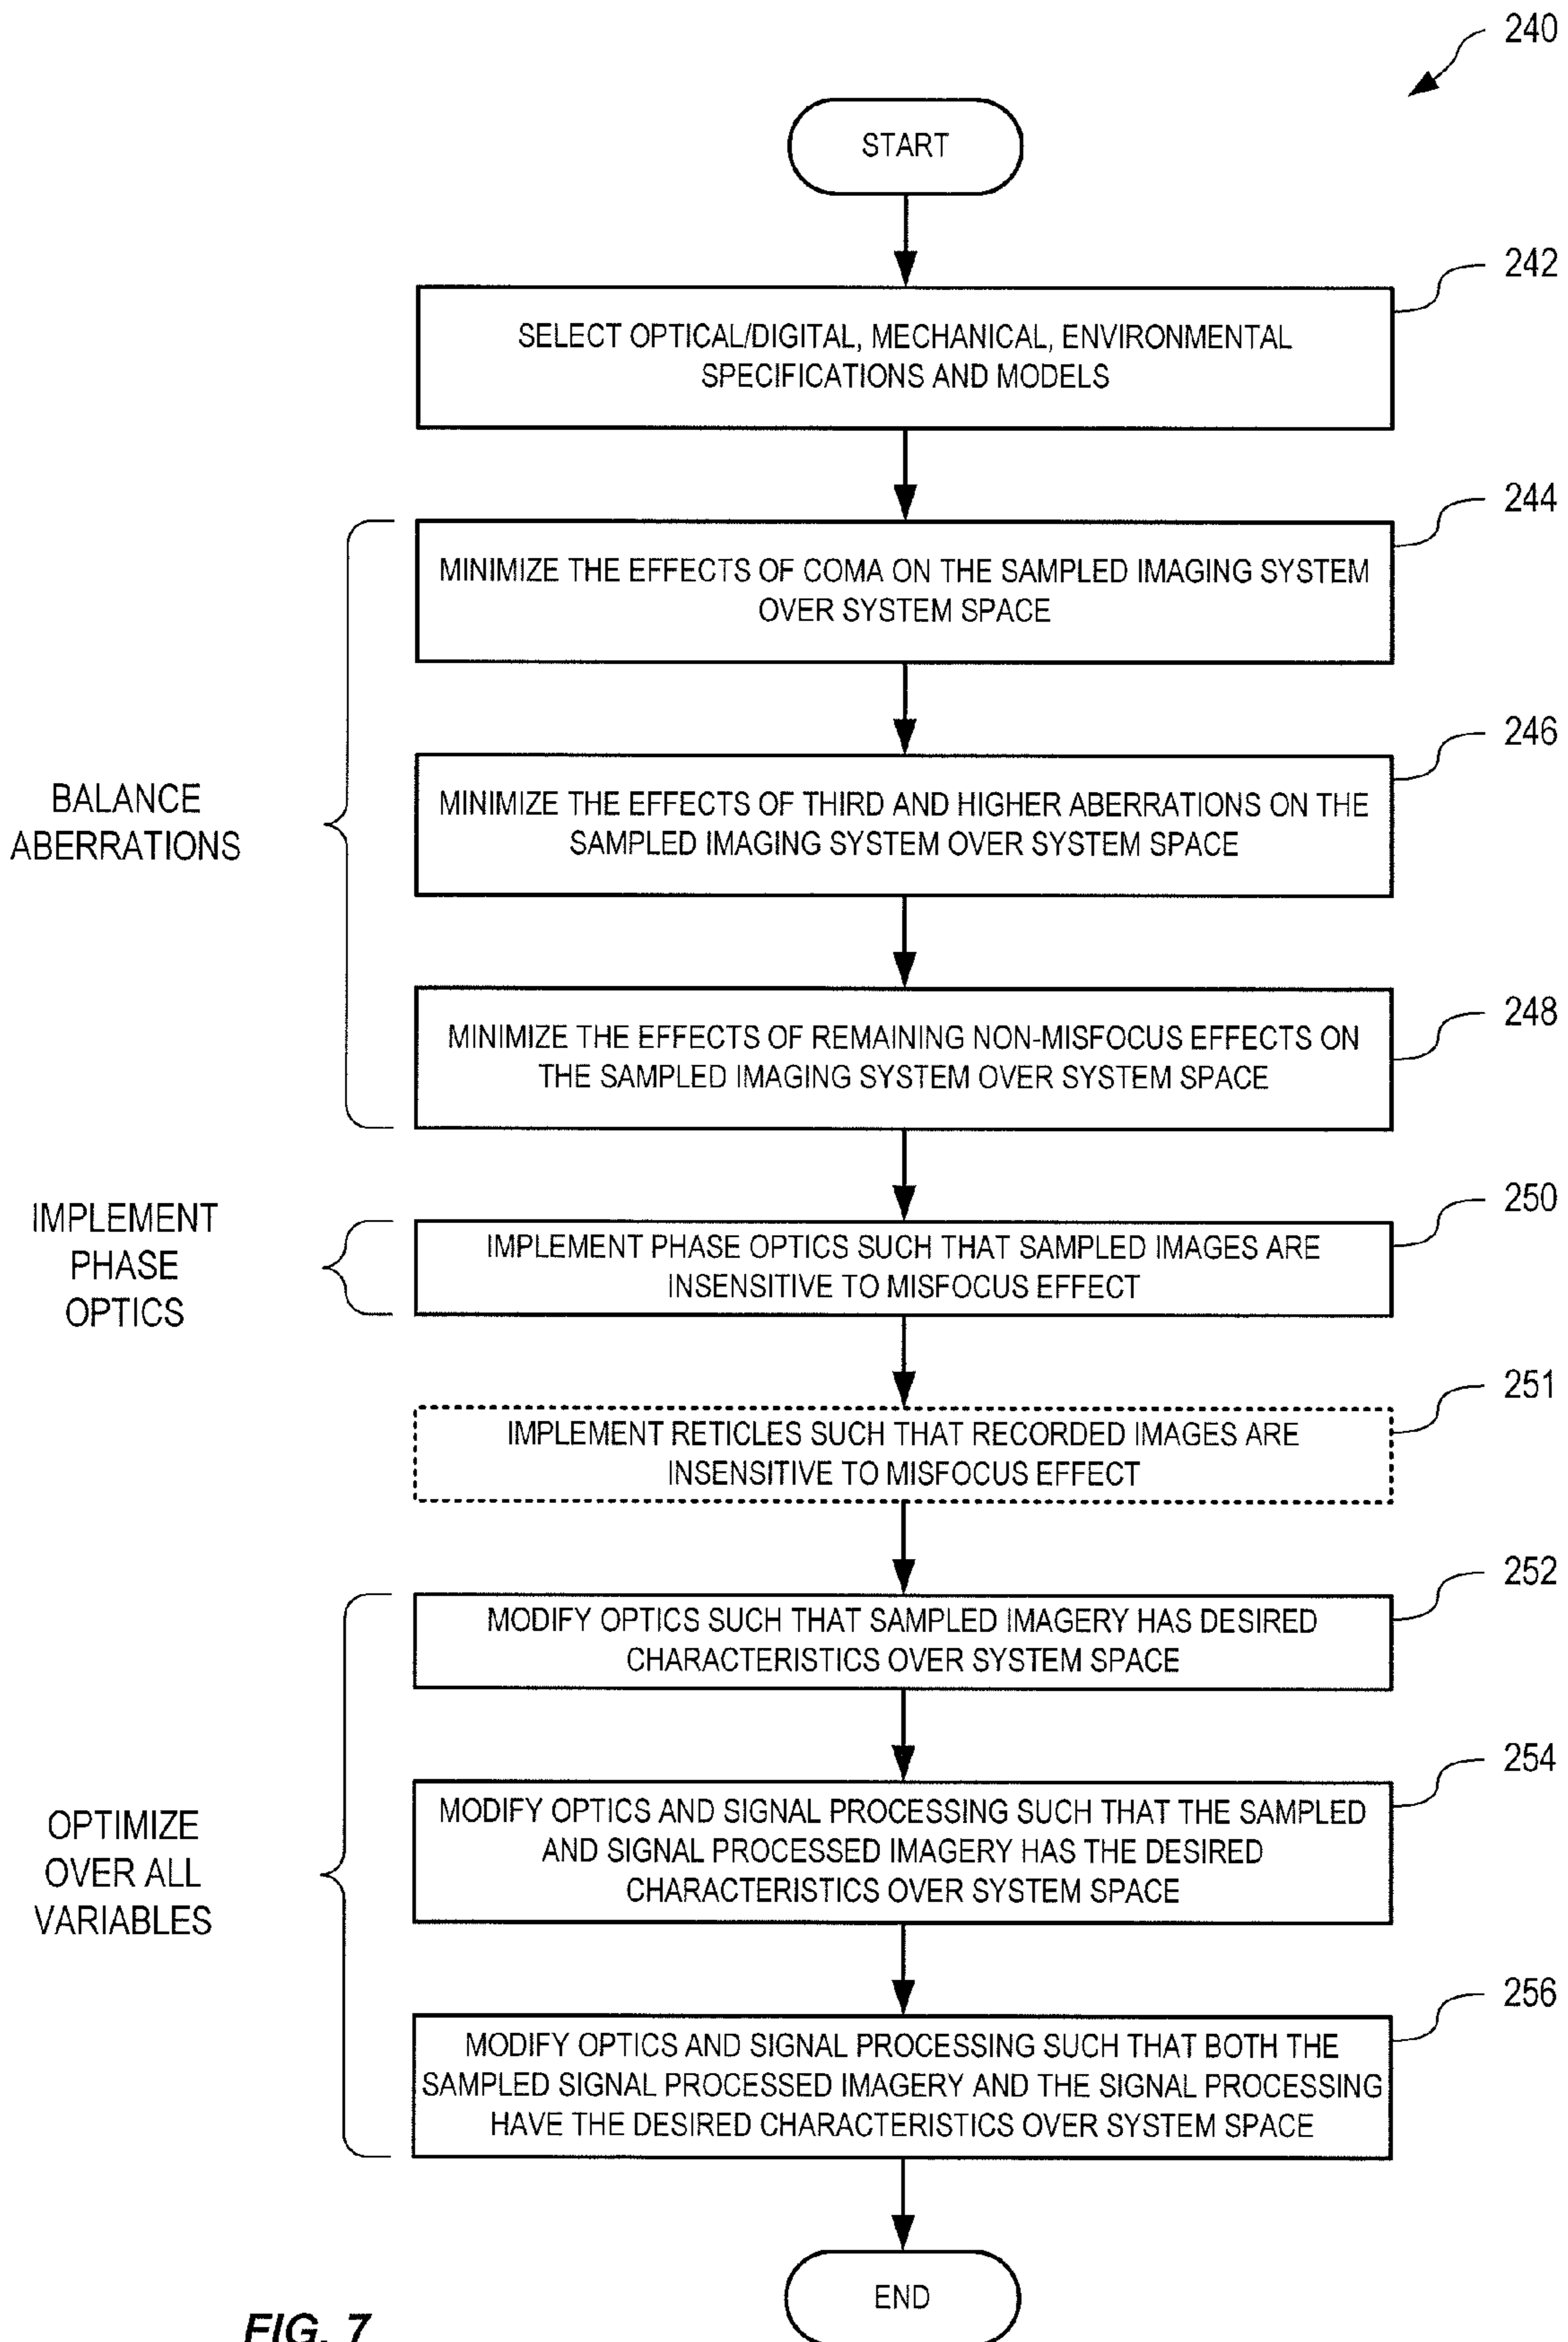 240
START
242
SELECT OPTICAL/DIGITAL, MECHANICAL, ENVIRONMENTAL
SPECIFICATIONS AND MODELS
244
MINIMIZE THE EFFECTS OF COMA ON THE SAMPLED IMAGING SYSTEM
OVER SYSTEM SPACE
246
BALANCE
ABERRATIONS
MINIMIZE THE EFFECTS OF THIRD AND HIGHER ABERRATIONS ON THE
SAMPLED IMAGING SYSTEM OVER SYSTEM SPACE
248
MINIMIZE THE EFFECTS OF REMAINING NON-MISFOCUS EFFECTS ON
THE SAMPLED IMAGING SYSTEM OVER SYSTEM SPACE
250
IMPLEMENT
PHASE
OPTICS
IMPLEMENT PHASE OPTICS SUCH THAT SAMPLED IMAGES ARE
INSENSITIVE TO MISFOCUS EFFECT
251
IMPLEMENT RETICLES SUCH THAT RECORDED IMAGES ARE
INSENSITIVE TO MISFOCUS EFFECT
252
MODIFY OPTICS SUCH THAT SAMPLED IMAGERY HAS DESIRED
CHARACTERISTICS OVER SYSTEM SPACE
254
OPTIMIZE
OVER ALL
VARIABLES
MODIFY OPTICS AND SIGNAL PROCESSING SUCH THAT THE SAMPLED
AND SIGNAL PROCESSED IMAGERY HAS THE DESIRED
CHARACTERISTICS OVER SYSTEM SPACE
256
MODIFY OPTICS AND SIGNAL PROCESSING SUCH THAT BOTH THE
SAMPLED SIGNAL PROCESSED IMAGERY AND THE SIGNAL PROCESSING
HAVE THE DESIRED CHARACTERISTICS OVER SYSTEM SPACE
END
FIG. 7